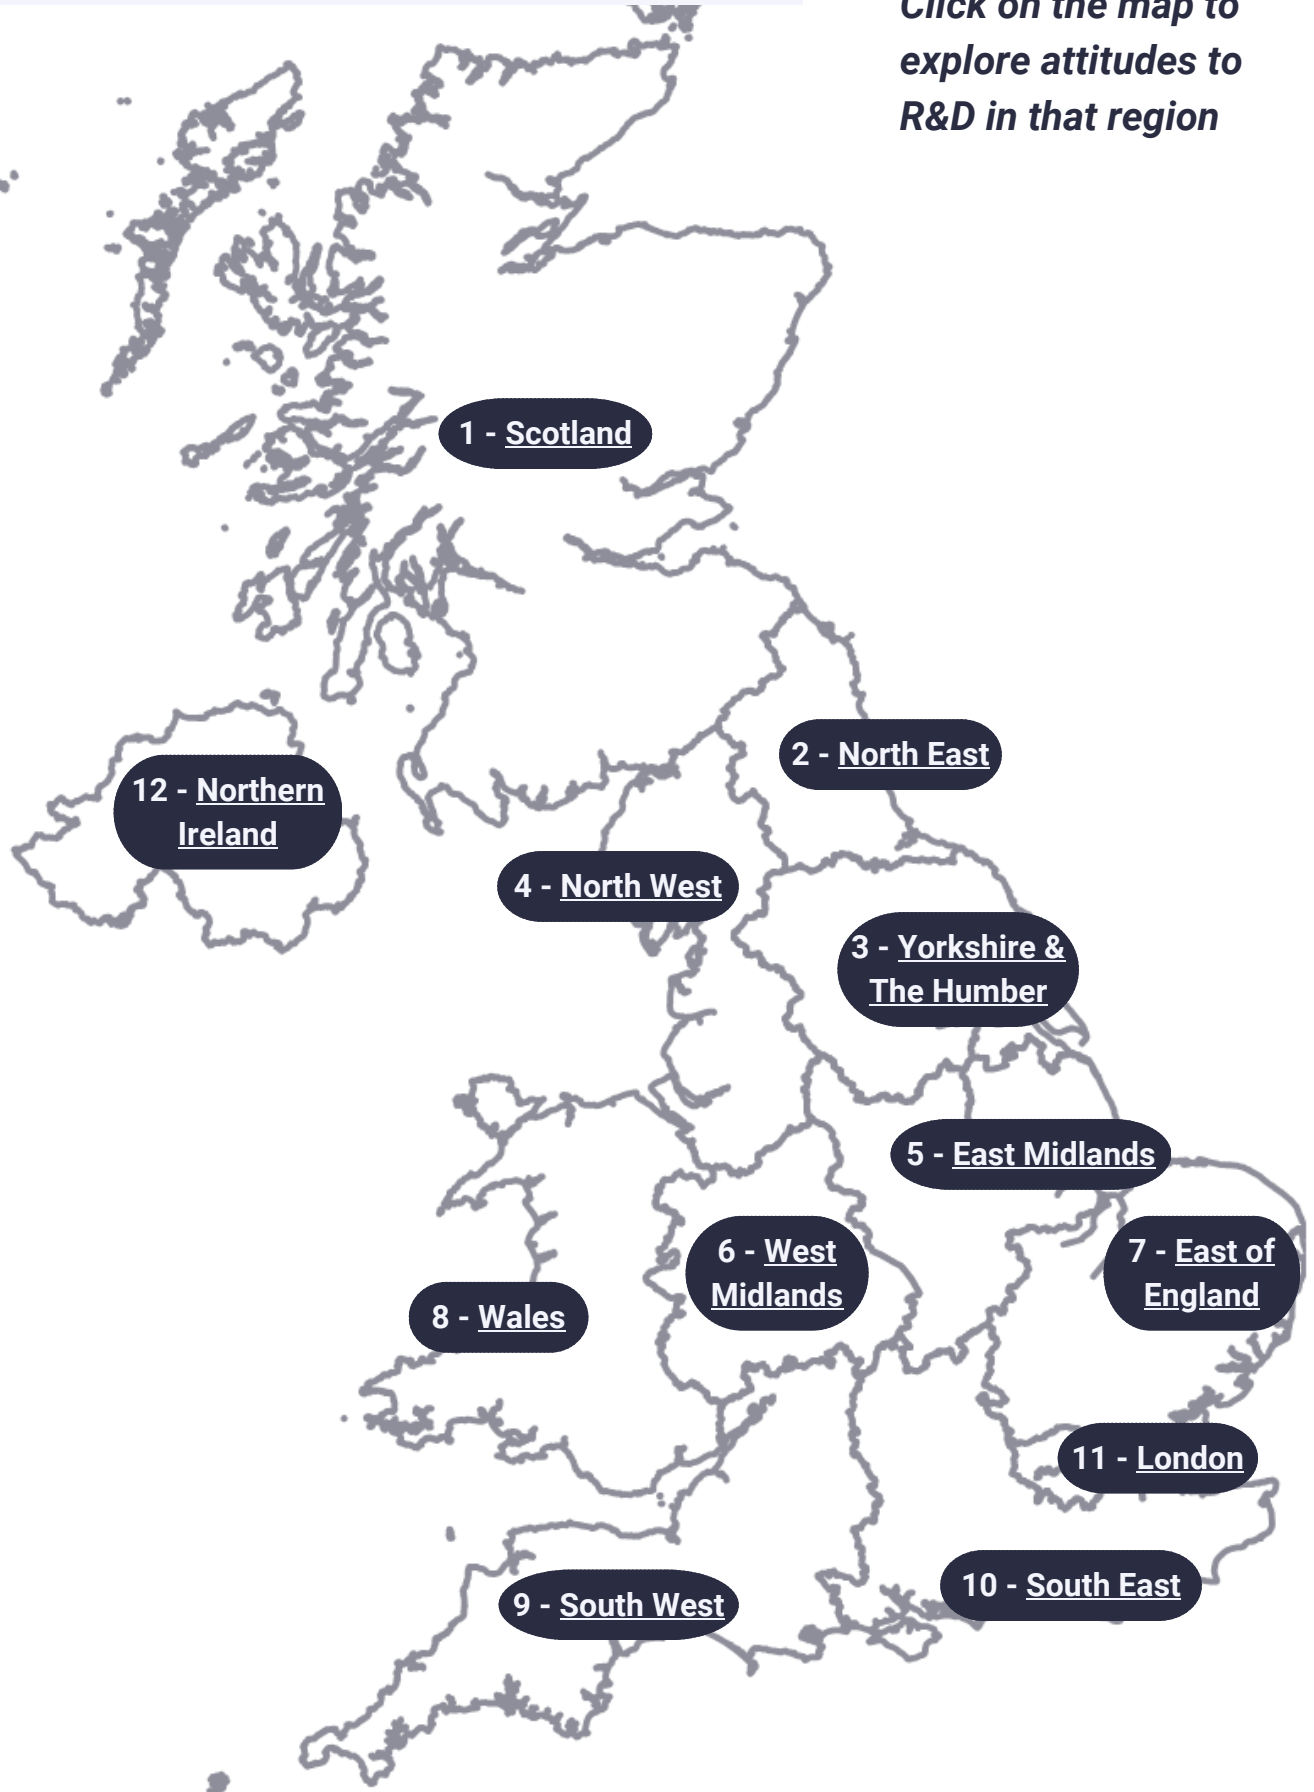 Click on the map to
explore attitudes to
R&D in that region
1 - Scotland
2 - North East
12 - Northern
Ireland
4 - North West
3 - Yorkshire &
The Humber
5 - East Midlands
6 - West
Midlands
7 - East of
England
8 - Wales
11 - London
10 - South East
9 - South West